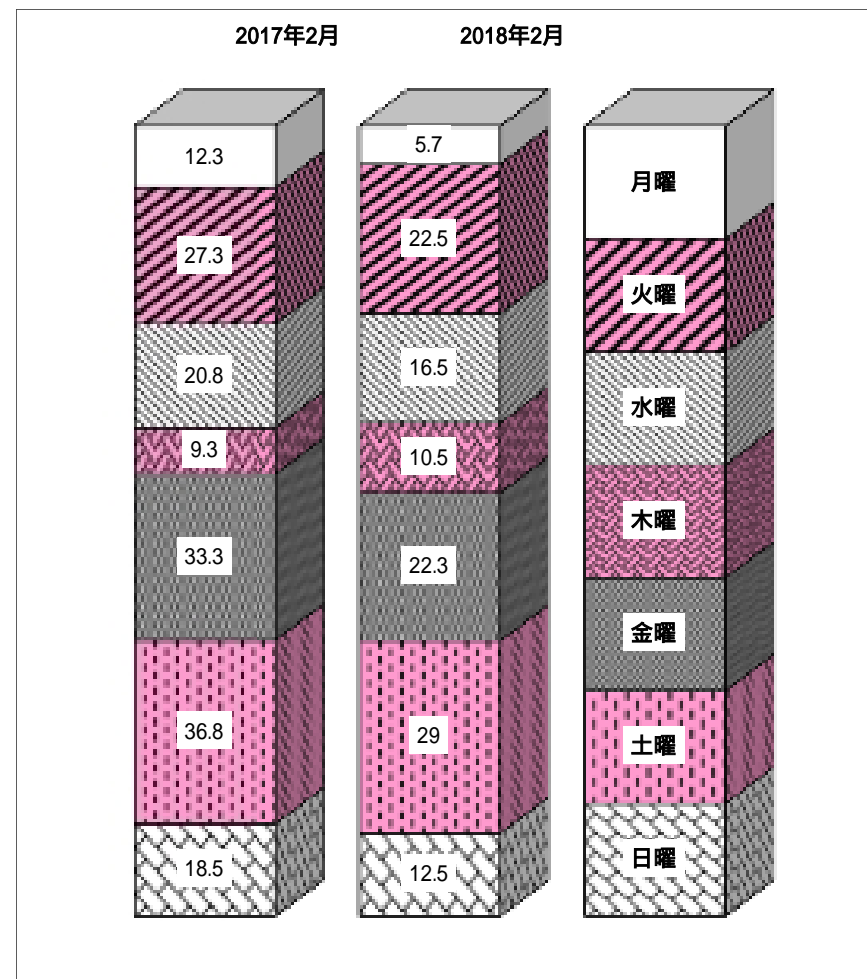 2017年2月 2018年2月
12.3 5.7 月曜
27.3 22.5 火曜
20.8 16.5 水曜
9.3 10.5 木曜
33.3 22.3 金曜
36.8 29 土曜
18.5 12.5 日曜